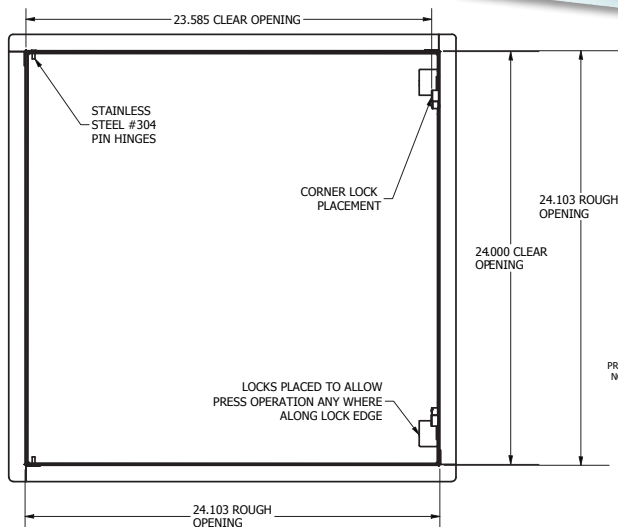 23.585 CLEAR OPENING
STAINLESS
STEEL #304
PIN HINGES
CORNER LOCK
PLACEMENT
24.103 ROUGH
OPENING
24.000 CLEAR
OPENING
LOCKS PLACED TO ALLOW
PRESS OPERATION ANY WHERE
ALONG LOCK EDGE
24.103 ROUGH
OPENING